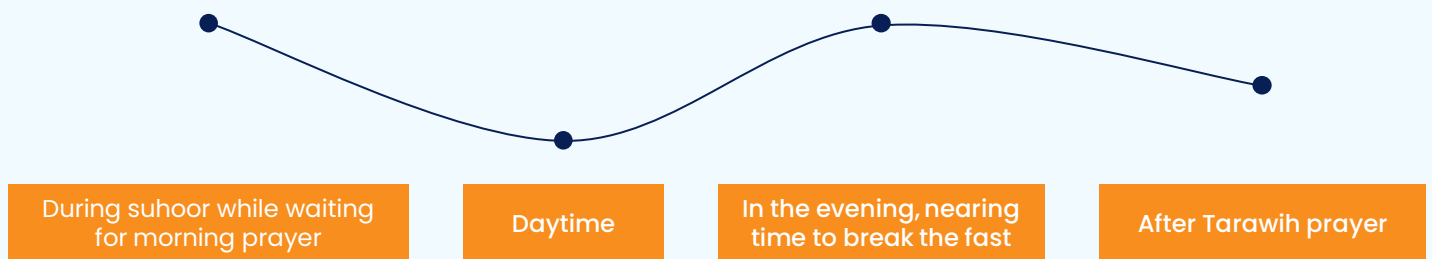 During suhoor while waiting
for morning prayer
Daytime
In the evening, nearing
time to break the fast
After Tarawih prayer